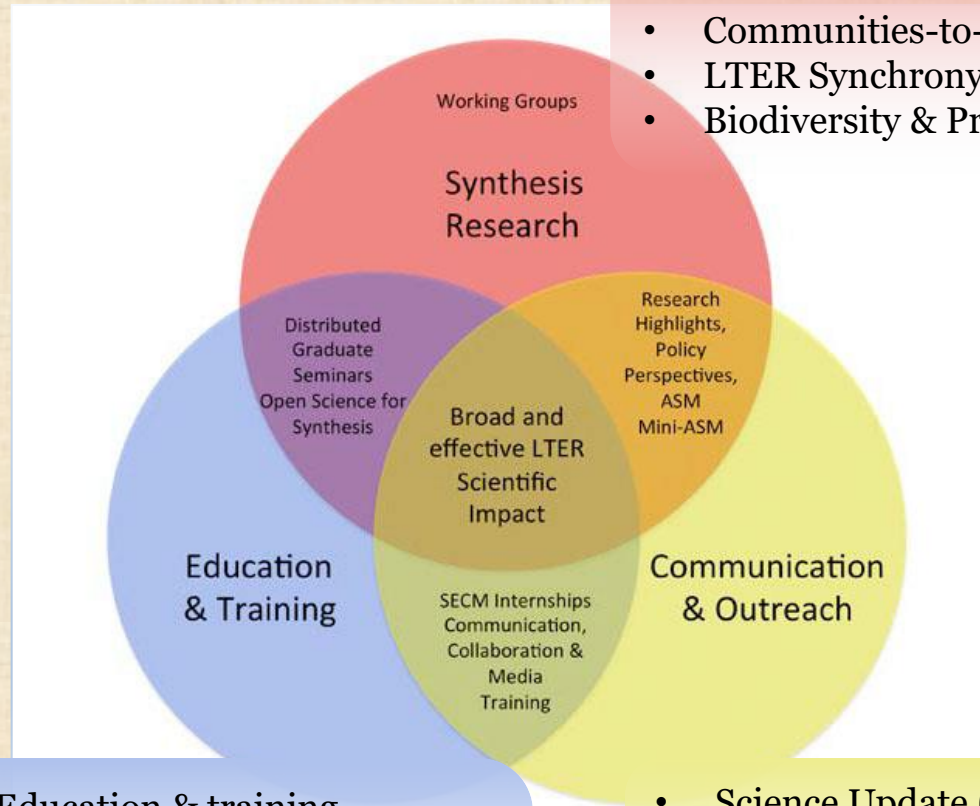 • Communities-to-
• LTER Synchrony
• Biodiversity & Pr
Working Groups
Synthesis
Research
Distributed
Graduate
Seminars
Open Science for
Synthesis
Research
Highlights,
Policy
Perspectives,
ASM
Mini-ASM
Broad and
effective LTER
Scientific
Impact
Education
& Training
Communication
& Outreach
SECM Internships
Communication,
Collaboration &
Media
Training
Education & training
• Science Update